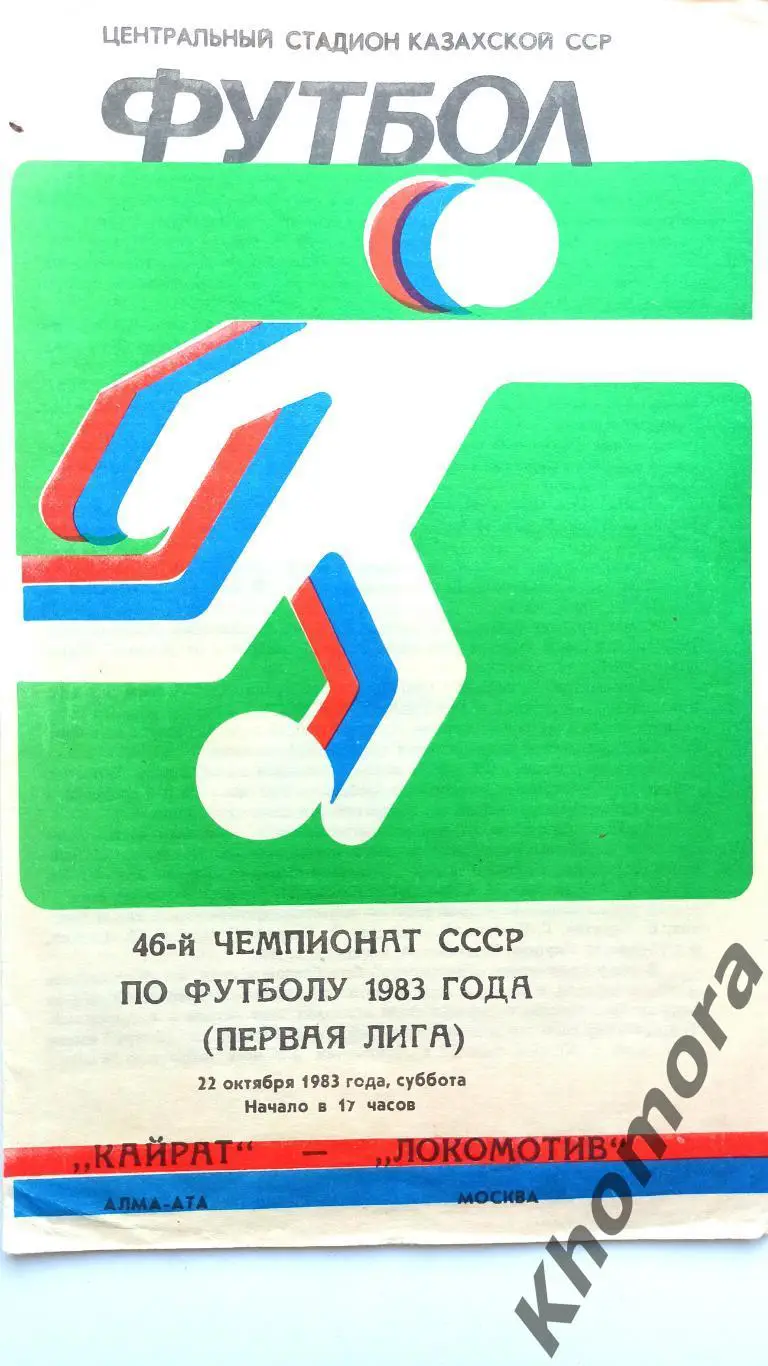 ЦЕНТРАЛЬНЫЙ СТАДИОН КАЗАХСКОЙ ССР
ФУТБОЛ
46-й ЧЕМПИОНАТ СССР
ПО ФУТБОЛУ 1983 ГОДА
(ПЕРВАЯ ЛИГА)
22 октября 1983 года, суббота
Начало в 17 часов
„КАЙРАТ“ — „ЛОКОМОТИВ“
АЛМА-АТА МОСКВА
Khomora